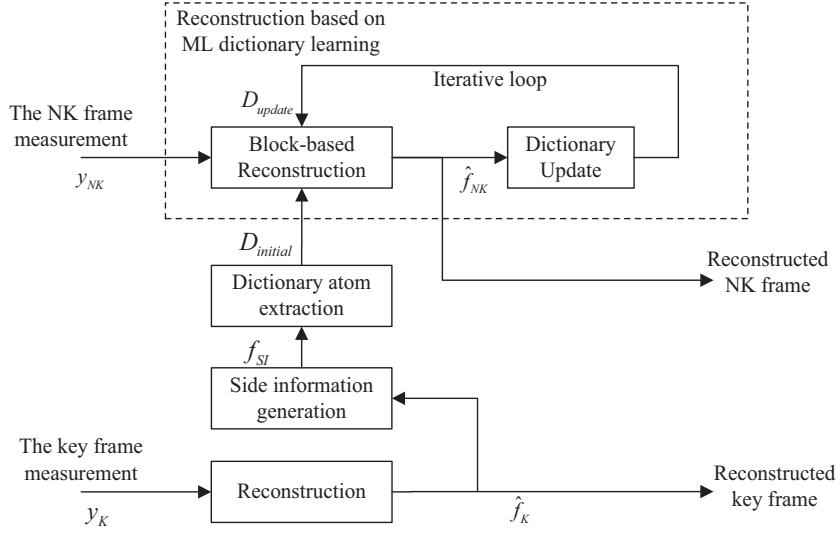 Reconstruction based on
ML dictionary learning
Iterative loop
D_update
The NK frame
measurement
y_NK
Block-based
Reconstruction
f̂_NK
Dictionary
Update
D_initial
Reconstructed
NK frame
Dictionary atom
extraction
f_SI
Side information
generation
The key frame
measurement
y_K
Reconstruction
f̂_K
Reconstructed
key frame